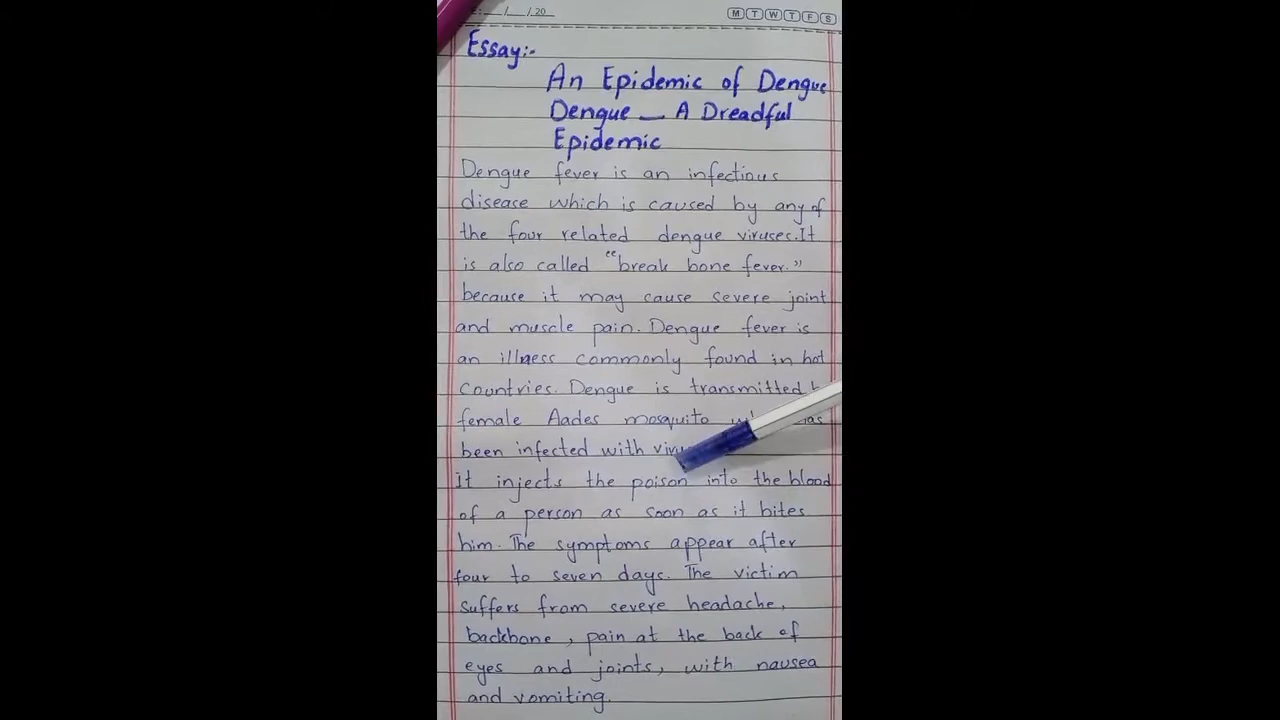 : __/__/20__ M T W T F S
Essay:-
An Epidemic of Dengue
Dengue — A Dreadful
Epidemic
Dengue fever is an infectious
disease which is caused by any of
the four related dengue viruses. It
is also called "break bone fever."
because it may cause severe joint
and muscle pain. Dengue fever is
an illness commonly found in hot
countries. Dengue is transmitted
female Aades mosquito
been infected with
it injects the poison into the blood
of a person as soon as it bites
him. The symptoms appear after
four to seven days. The victim
suffers from severe headache,
backbone, pain at the back of
eyes and joints, with nausea
and vomiting.